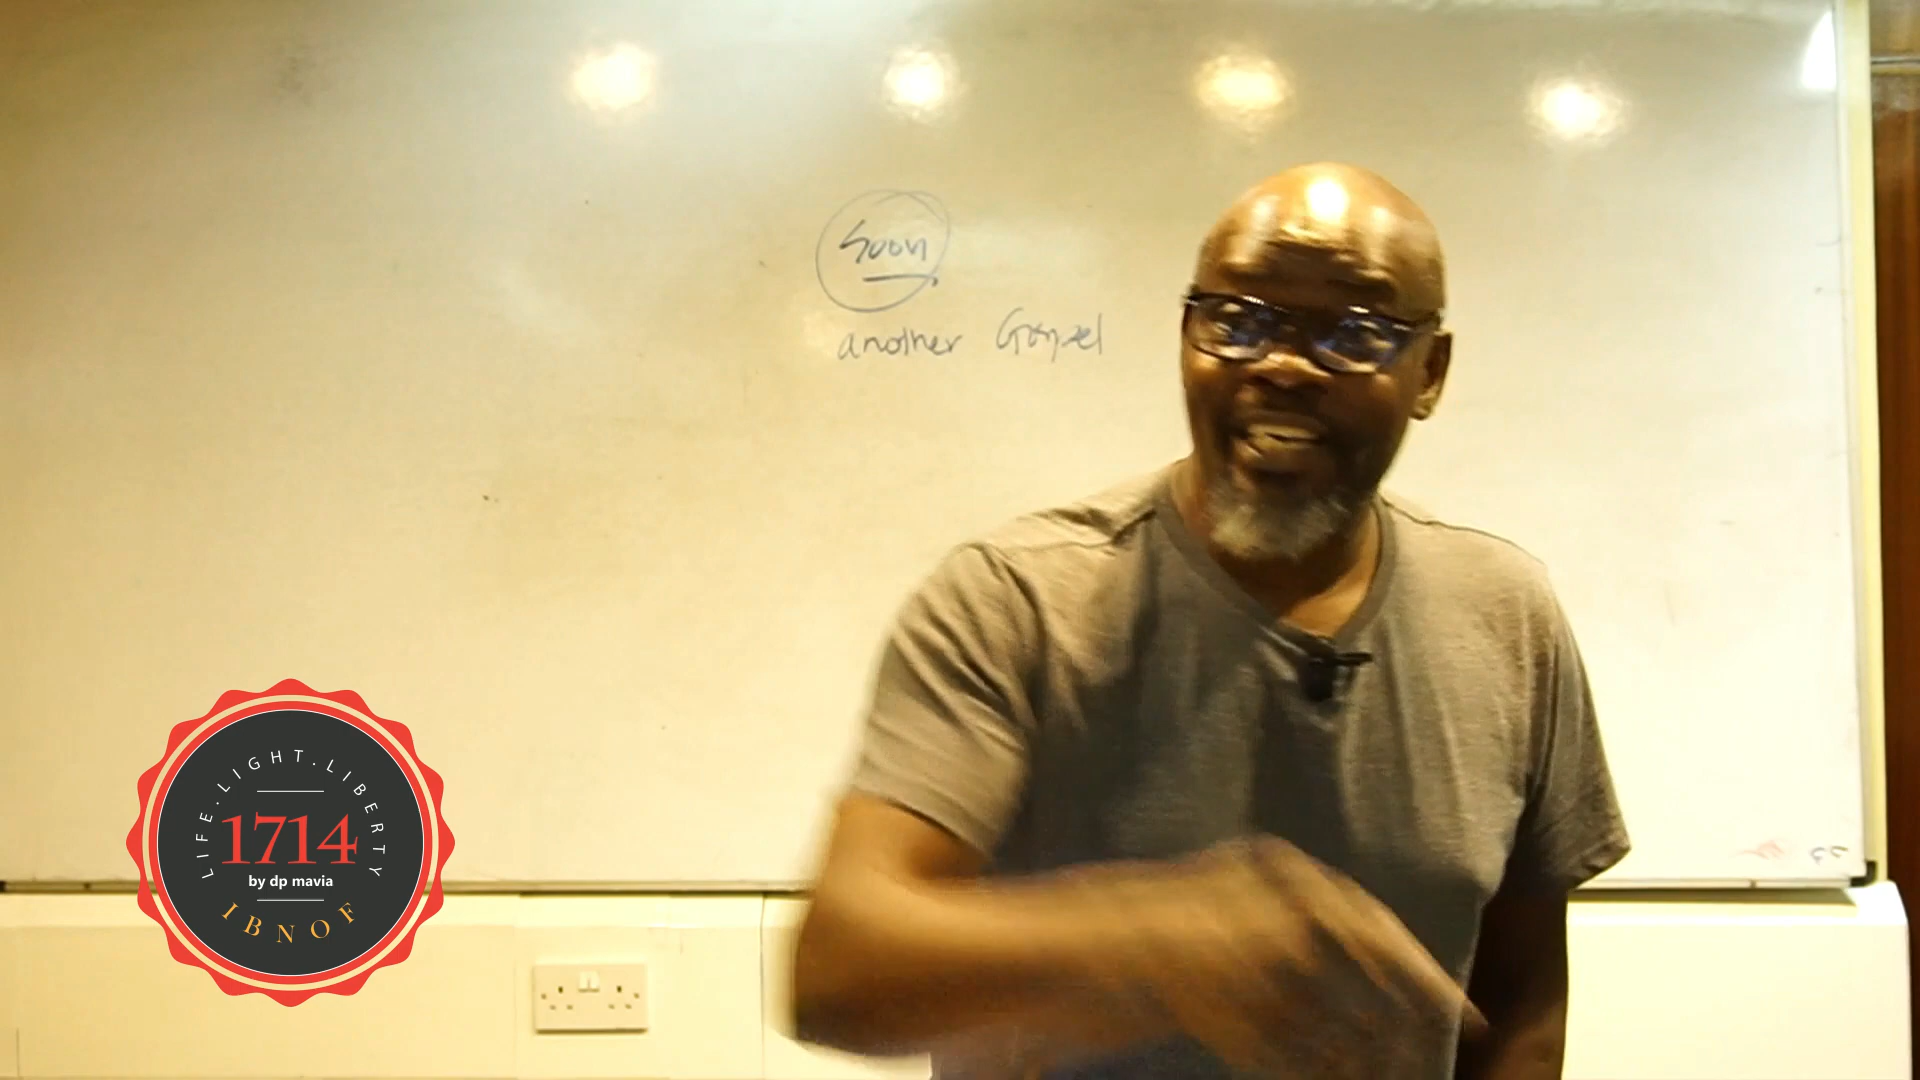 Soon
another Gospel
LIFE.LIGHT.LIBERTY
1714
by dp mavia
IBNOF